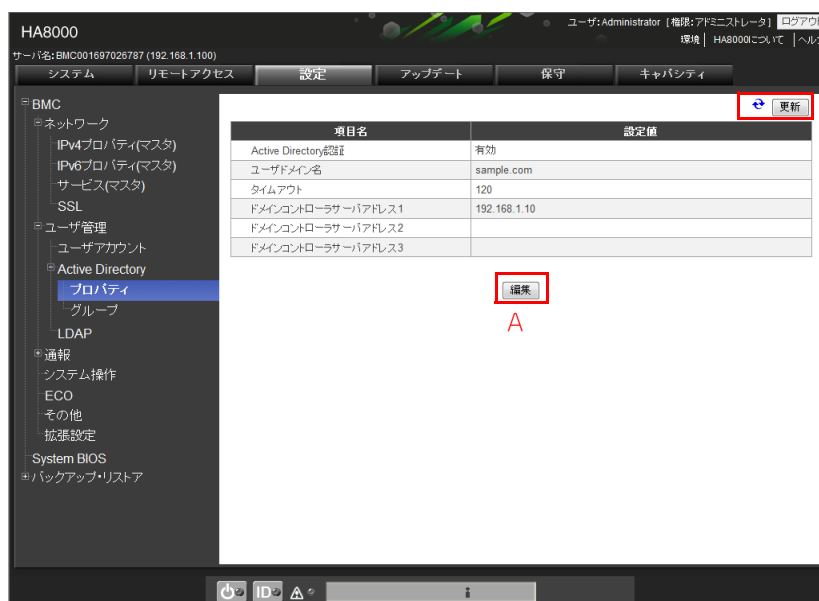 HA8000
ユーザ:Administrator [権限:アドミニストレータ] ログアウ
環境 HA8000について ヘル
サーバ名:BMC001697026787 (192.168.1.100)
システム リモートアクセス 設定 アップデート 保守 キャパシティ
BMC
ネットワーク
IPv4プロパティ(マスタ)
IPv6プロパティ(マスタ)
サービス(マスタ)
SSL
ユーザ管理
ユーザアカウント
Active Directory
プロパティ
グループ
LDAP
通報
システム操作
ECO
その他
拡張設定
System BIOS
バックアップ・リストア
更新
項目名 設定値
Active Directory認証 有効
ユーザドメイン名 sample.com
タイムアウト 120
ドメインコントローラサーバアドレス1 192.168.1.10
ドメインコントローラサーバアドレス2
ドメインコントローラサーバアドレス3
編集
A
ID